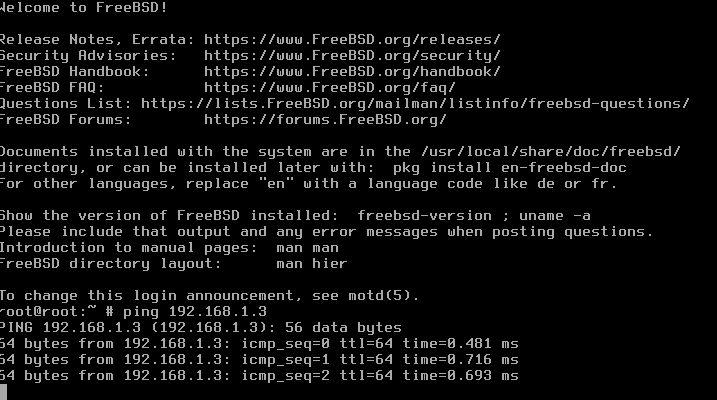 Welcome to FreeBSD!
Release Notes, Errata: https://www.FreeBSD.org/releases/
Security Advisories:   https://www.FreeBSD.org/security/
FreeBSD Handbook:      https://www.FreeBSD.org/handbook/
FreeBSD FAQ:           https://www.FreeBSD.org/faq/
Questions List: https://lists.FreeBSD.org/mailman/listinfo/freebsd-questions/
FreeBSD Forums:        https://forums.FreeBSD.org/
Documents installed with the system are in the /usr/local/share/doc/freebsd/
directory, or can be installed later with:  pkg install en-freebsd-doc
For other languages, replace "en" with a language code like de or fr.
Show the version of FreeBSD installed:  freebsd-version ; uname -a
Please include that output and any error messages when posting questions.
Introduction to manual pages:  man man
FreeBSD directory layout:      man hier
To change this login announcement, see motd(5).
root@root:~ # ping 192.168.1.3
PING 192.168.1.3 (192.168.1.3): 56 data bytes
64 bytes from 192.168.1.3: icmp_seq=0 ttl=64 time=0.481 ms
64 bytes from 192.168.1.3: icmp_seq=1 ttl=64 time=0.716 ms
64 bytes from 192.168.1.3: icmp_seq=2 ttl=64 time=0.693 ms